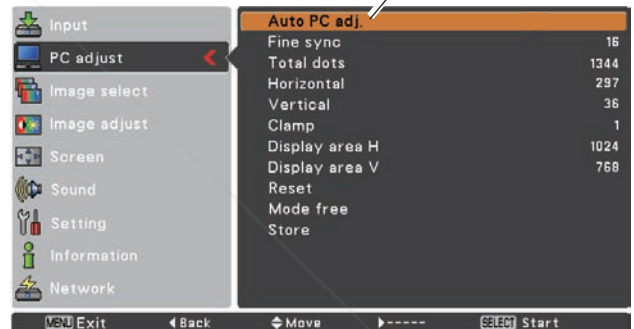 Input
PC adjust
Image select
Image adjust
Screen
Sound
Setting
Information
Network
Auto PC adj.
Fine sync 16
Total dots 1344
Horizontal 297
Vertical 36
Clamp 1
Display area H 1024
Display area V 768
Reset
Mode free
Store
MENU Exit ◀Back Move ▶----- SELECT Start